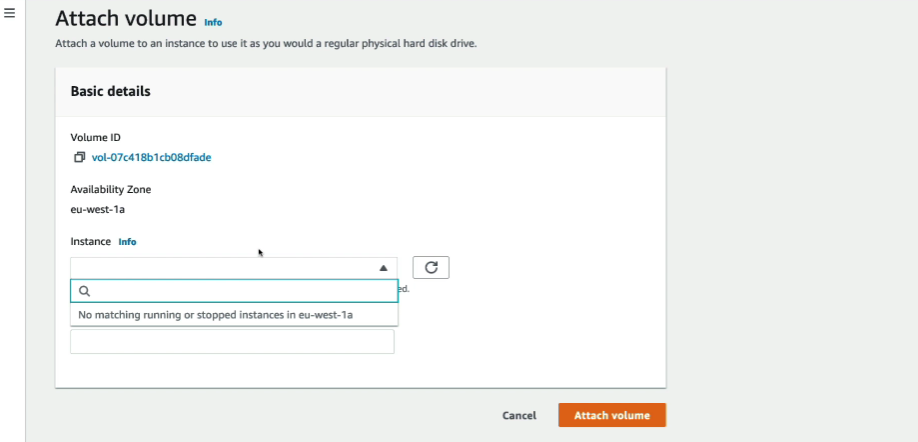 Attach volume Info
Attach a volume to an instance to use it as you would a regular physical hard disk drive.
Basic details
Volume ID
vol-07c418b1cb08dfade
Availability Zone
eu-west-1a
Instance Info
ed.
No matching running or stopped instances in eu-west-1a
Cancel
Attach volume